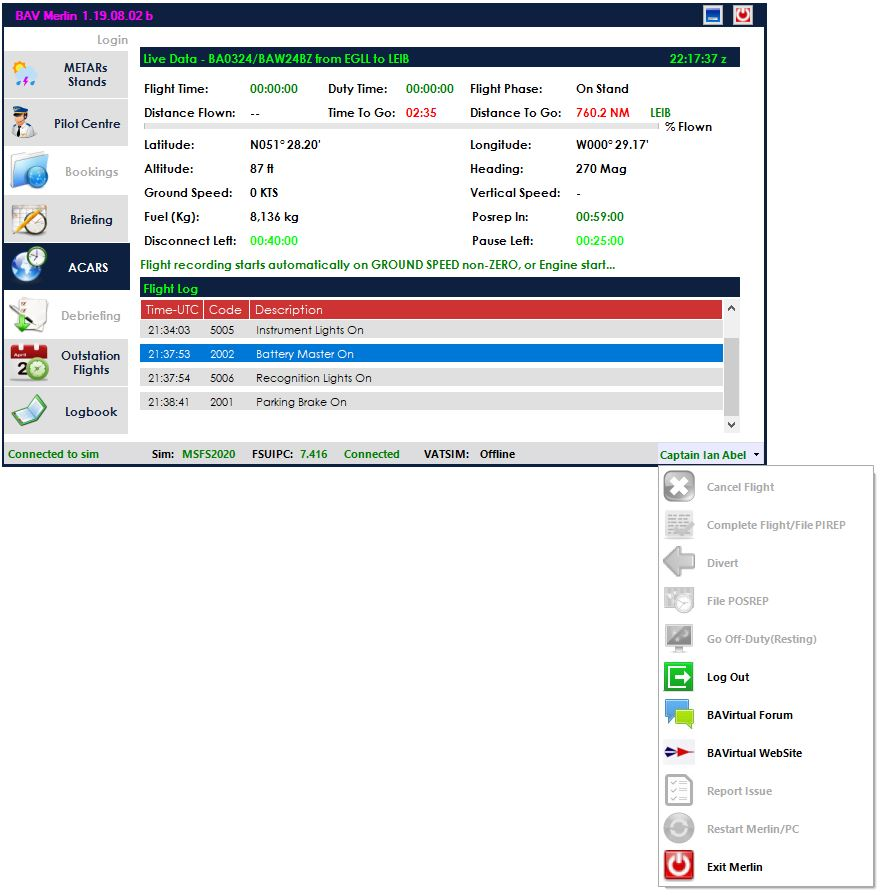 BAV Merlin 1.19.08.02 b
Login
METARs
Stands
Pilot Centre
Bookings
Briefing
ACARS
Debriefing
April
2
Outstation
Flights
Logbook
Live Data - BA0324/BAW24BZ from EGLL to LEIB 22:17:37 z
Flight Time: 00:00:00 Duty Time: 00:00:00 Flight Phase: On Stand
Distance Flown: -- Time To Go: 02:35 Distance To Go: 760.2 NM LEIB
% Flown
Latitude: N051° 28.20' Longitude: W000° 29.17'
Altitude: 87 ft Heading: 270 Mag
Ground Speed: 0 KTS Vertical Speed: -
Fuel (Kg): 8,136 kg Posrep In: 00:59:00
Disconnect Left: 00:40:00 Pause Left: 00:25:00
Flight recording starts automatically on GROUND SPEED non-ZERO, or Engine start...
Flight Log
Time-UTC Code Description
21:34:03 5005 Instrument Lights On
21:37:53 2002 Battery Master On
21:37:54 5006 Recognition Lights On
21:38:41 2001 Parking Brake On
Connected to sim Sim: MSFS2020 FSUIPC: 7.416 Connected VATSIM: Offline Captain Ian Abel
Cancel Flight
Complete Flight/File PIREP
Divert
File POSREP
Go Off-Duty(Resting)
Log Out
BAVirtual Forum
BAVirtual WebSite
Report Issue
Restart Merlin/PC
Exit Merlin